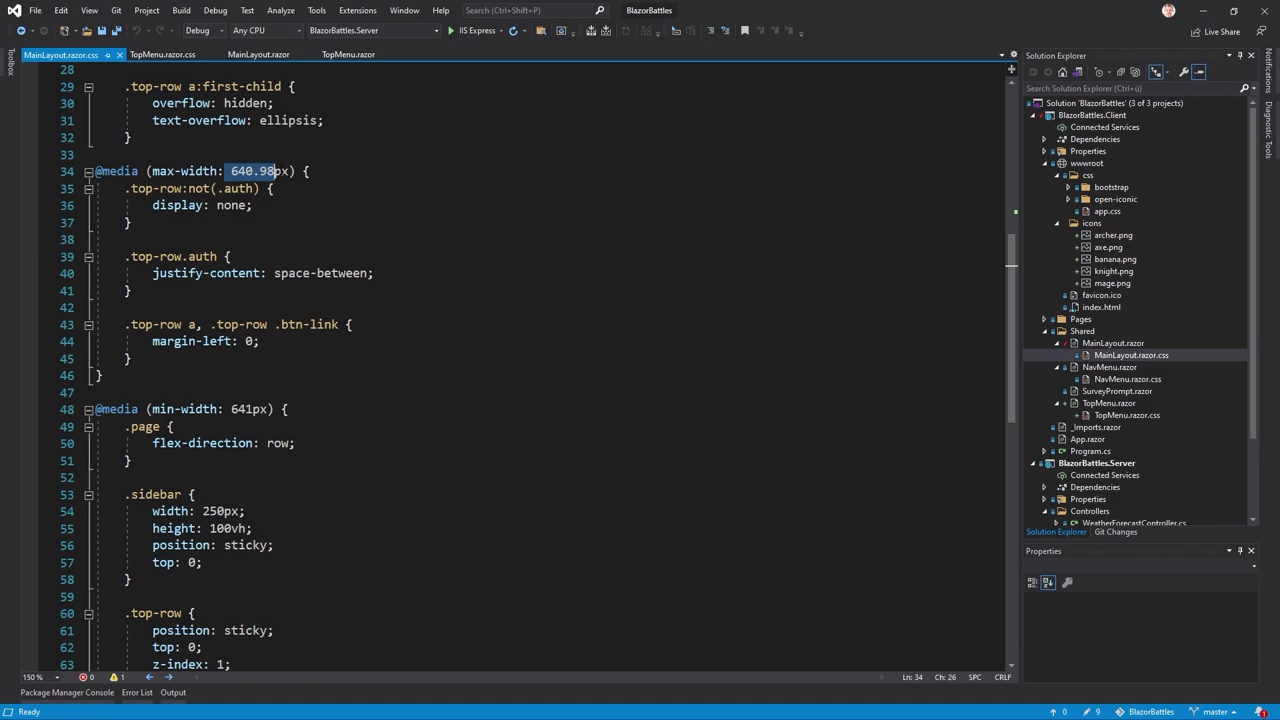 File Edit View Git Project Build Debug Test Analyze Tools Extensions Window Help Search (Ctrl+Shift+P) BlazorBattles
Debug Any CPU BlazorBattles.Server IIS Express Live Share
Toolbox
MainLayout.razor.css TopMenu.razor.css MainLayout.razor TopMenu.razor
28
29 .top-row a:first-child {
30 overflow: hidden;
31 text-overflow: ellipsis;
32 }
33
34 @media (max-width: 640.98px) {
35 .top-row:not(.auth) {
36 display: none;
37 }
38
39 .top-row.auth {
40 justify-content: space-between;
41 }
42
43 .top-row a, .top-row .btn-link {
44 margin-left: 0;
45 }
46 }
47
48 @media (min-width: 641px) {
49 .page {
50 flex-direction: row;
51 }
52
53 .sidebar {
54 width: 250px;
55 height: 100vh;
56 position: sticky;
57 top: 0;
58 }
59
60 .top-row {
61 position: sticky;
62 top: 0;
63 z-index: 1;
150 % 0 1 Ln: 34 Ch: 26 SPC CRLF
Package Manager Console Error List Output
Ready 0 9 BlazorBattles master 1
Solution Explorer
Search Solution Explorer (Ctrl+ü)
Solution 'BlazorBattles' (3 of 3 projects)
BlazorBattles.Client
Connected Services
Dependencies
Properties
wwwroot
css
bootstrap
open-iconic
app.css
icons
archer.png
axe.png
banana.png
knight.png
mage.png
favicon.ico
index.html
Pages
Shared
MainLayout.razor
MainLayout.razor.css
NavMenu.razor
NavMenu.razor.css
SurveyPrompt.razor
TopMenu.razor
TopMenu.razor.css
_Imports.razor
App.razor
Program.cs
BlazorBattles.Server
Connected Services
Dependencies
Properties
Controllers
WeatherForecastController.cs
Solution Explorer Git Changes
Properties
Notifications
Diagnostic Tools